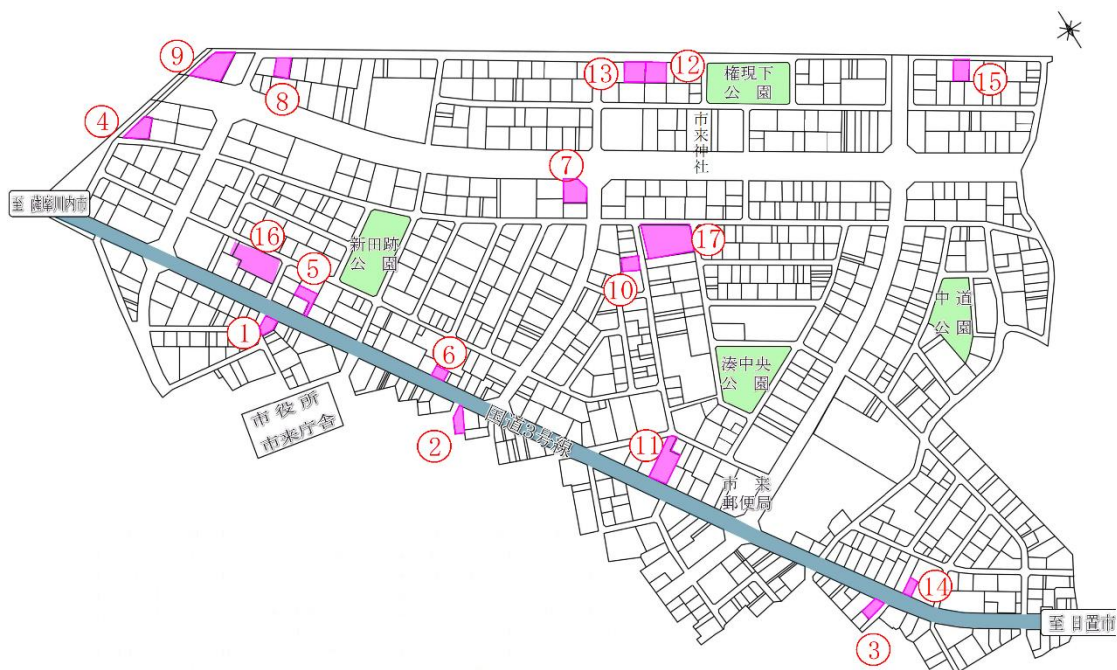 ⑨
⑧
④
⑬
⑫
権現下
公園
⑮
市来神社
⑦
至 薩摩川内市
⑯
新田跡
公園
⑤
⑰
⑩
①
中道
公園
⑥
湊中央
公園
市役所
市来庁舎
②
国道3号線
⑪
市来
郵便局
⑭
至 日置市
③